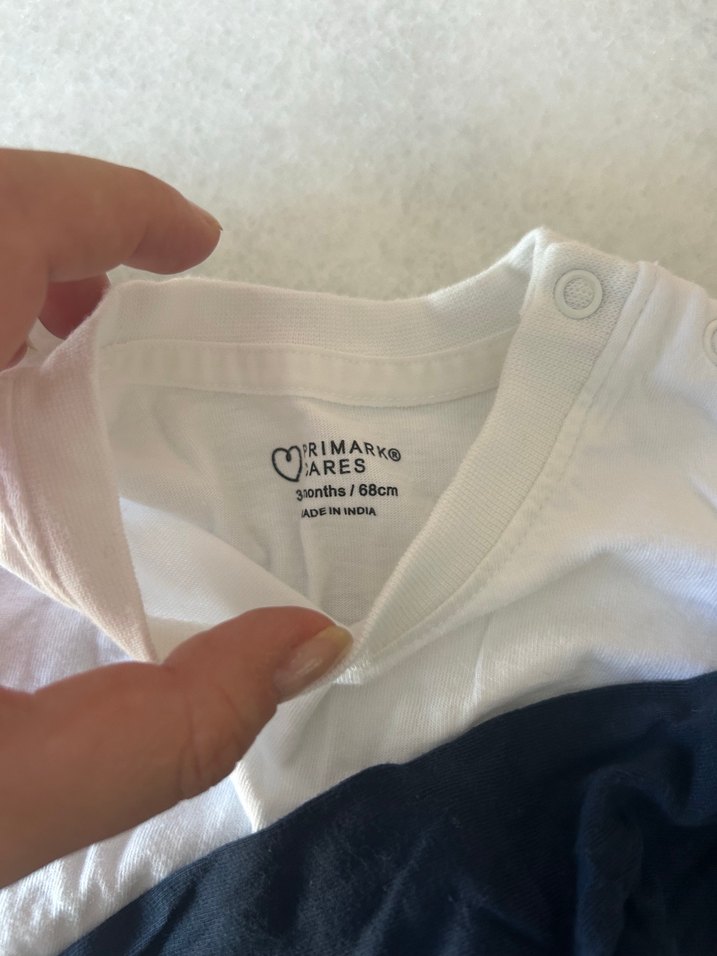 PRIMARK®
CARES
3 months / 68cm
MADE IN INDIA